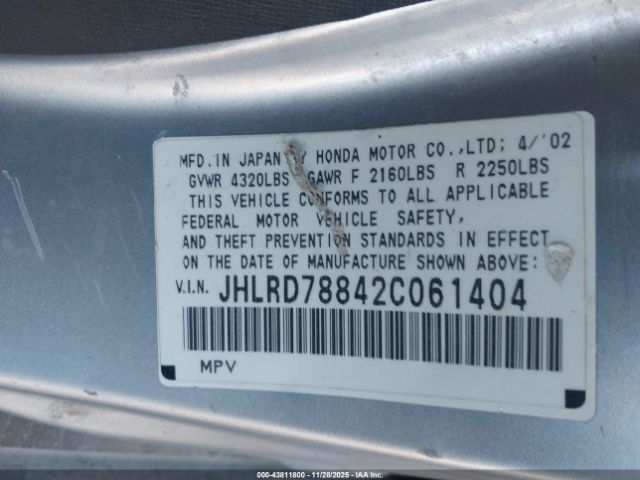 MFD. IN JAPAN BY HONDA MOTOR CO.,LTD; 4/'02
GVWR 4320LBS GAWR F 2160LBS R 2250LBS
THIS VEHICLE CONFORMS TO ALL APPLICABLE
FEDERAL MOTOR VEHICLE SAFETY,
AND THEFT PREVENTION STANDARDS IN EFFECT
ON THE DATE OF MANUFACTURE SHOWN ABOVE:
V.I.N. JHLRD78842C061404
MPV
000-43811800 - 11/28/2025 - IAAI.COM